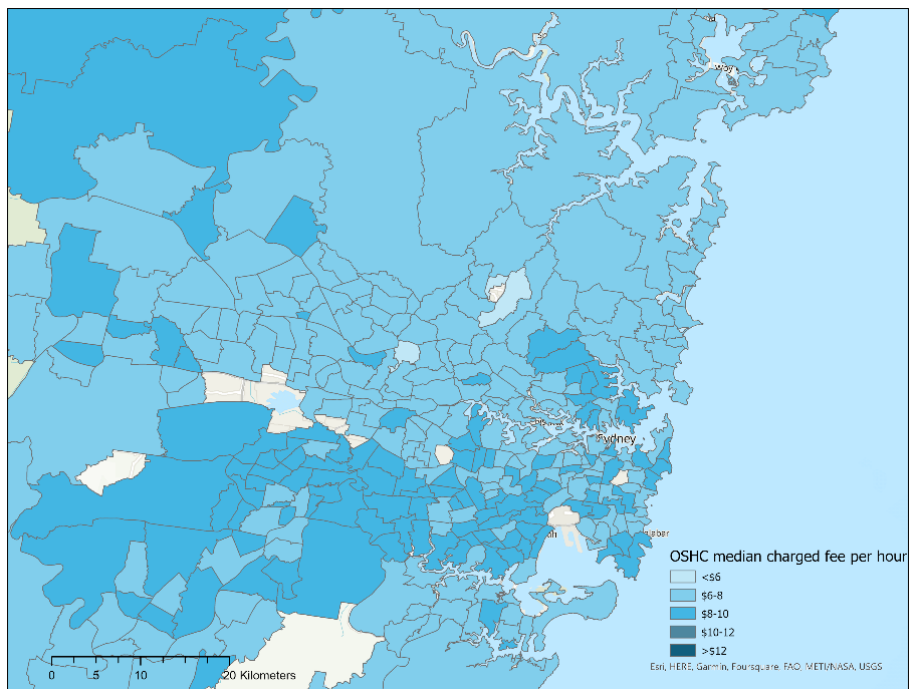 Woy
Sydney
OSHC median charged fee per hour
<$6
$6-8
$8-10
$10-12
>$12
0 5 10 20 Kilometers
Esri, HERE, Garmin, Foursquare, FAO, METI/NASA, USGS